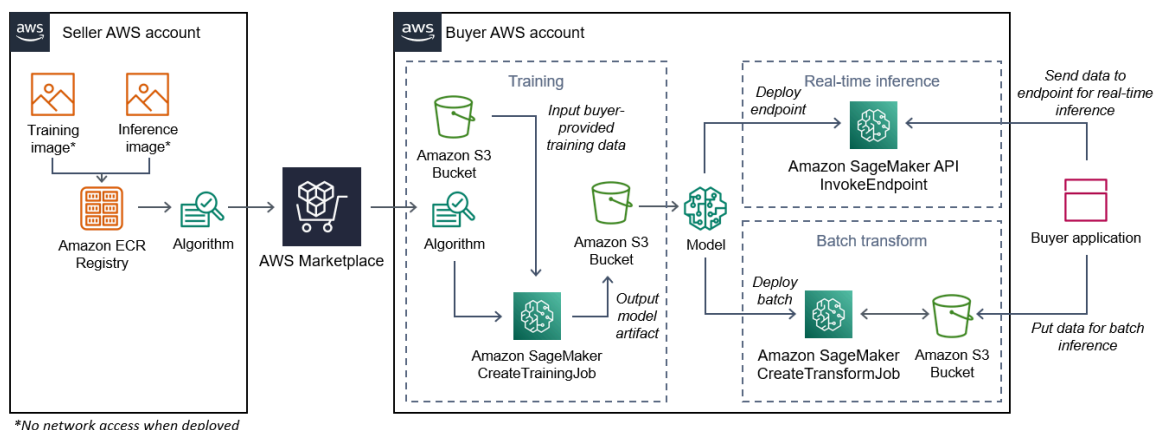 aws
Seller AWS account
Training
image*
Inference
image*
Amazon ECR
Registry
Algorithm
*No network access when deployed
AWS Marketplace
aws
Buyer AWS account
Training
Amazon S3
Bucket
Input buyer-
provided
training data
Algorithm
Amazon S3
Bucket
Output
model
artifact
Amazon SageMaker
CreateTrainingJob
Model
Real-time inference
Deploy
endpoint
Amazon SageMaker API
InvokeEndpoint
Batch transform
Deploy
batch
Amazon SageMaker
CreateTransformJob
Amazon S3
Bucket
Send data to
endpoint for real-time
inference
Buyer application
Put data for batch
inference